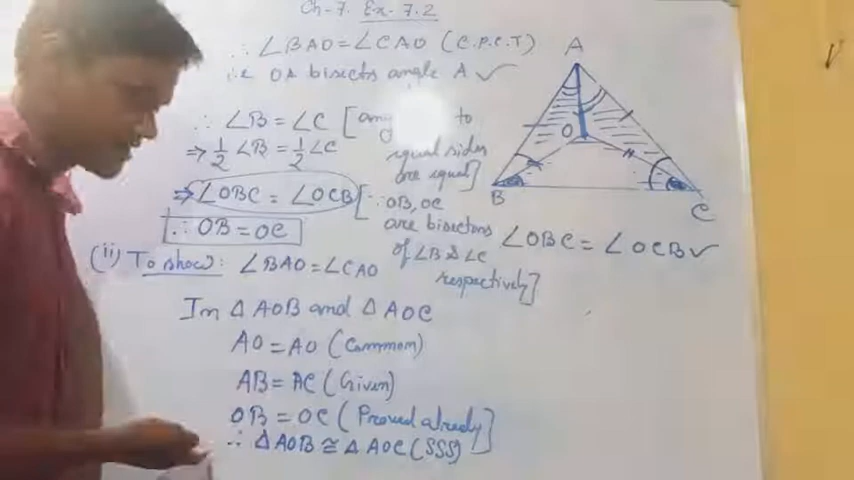 Ch-7. Ex-7.2
∴ ∠BAO = ∠CAO (C.P.C.T)
i.e OA bisects angle A ✓
∴ ∠B = ∠C [ to
equal sides
are equal]
⇒ 1/2 ∠B = 1/2 ∠C
⇒ ∠OBC = ∠OCB [∵ OB, OC
are bisectors
of ∠B & ∠C
respectively]
∴ OB = OC
(ii) To show: ∠BAO = ∠CAO
In △AOB and △AOC
AO = AO (Common)
AB = AC (Given)
OB = OC (Proved already]
∴ △AOB ≅ △AOC (SSS)
A
O
B
C
∠OBC = ∠OCB ✓